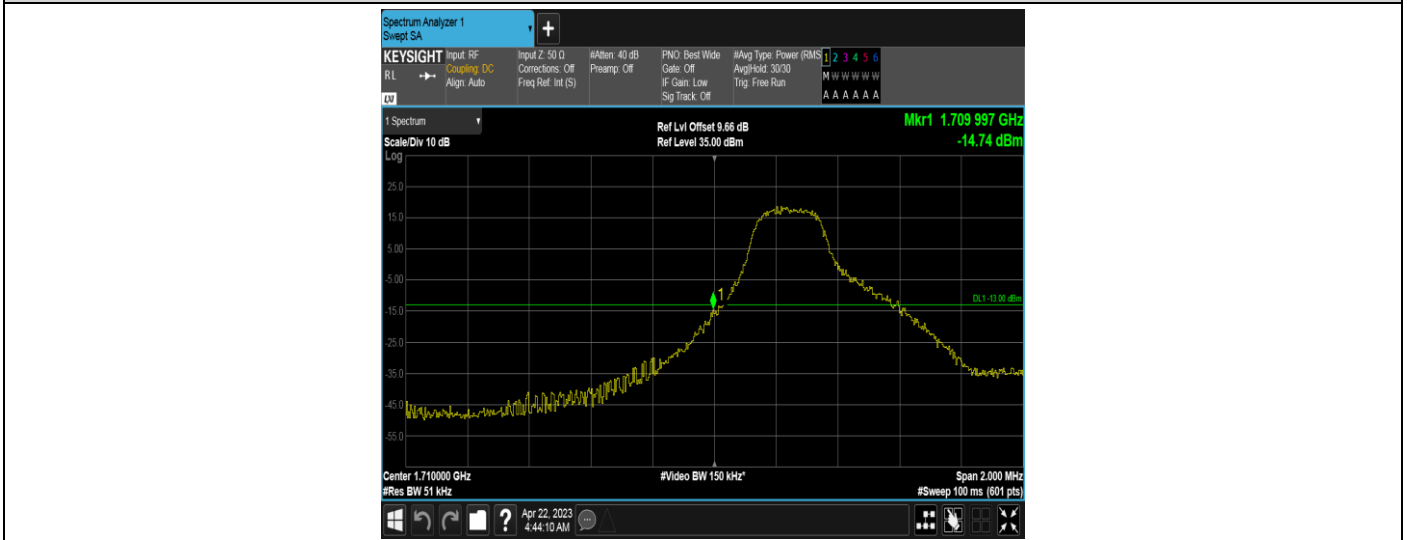 Spectrum Analyzer 1
Swept SA
+
KEYSIGHT
RL
LXI
Input: RF
Coupling: DC
Align: Auto
Input Z: 50 Ω
Corrections: Off
Freq Ref: Int (S)
#Atten: 40 dB
Preamp: Off
PNO: Best Wide
Gate: Off
IF Gain: Low
Sig Track: Off
#Avg Type: Power (RMS
Avg|Hold: 30/30
Trig: Free Run
1 2 3 4 5 6
M W W W W W
A A A A A A
1 Spectrum
Scale/Div 10 dB
Ref Lvl Offset 9.66 dB
Ref Level 35.00 dBm
Mkr1 1.709 997 GHz
-14.74 dBm
Log
25.0
15.0
5.00
-5.00
-15.0
-25.0
-35.0
-45.0
-55.0
1
DL1 -13.00 dBm
Center 1.710000 GHz
#Res BW 51 kHz
#Video BW 150 kHz*
Span 2.000 MHz
#Sweep 100 ms (601 pts)
?
Apr 22, 2023
4:44:10 AM